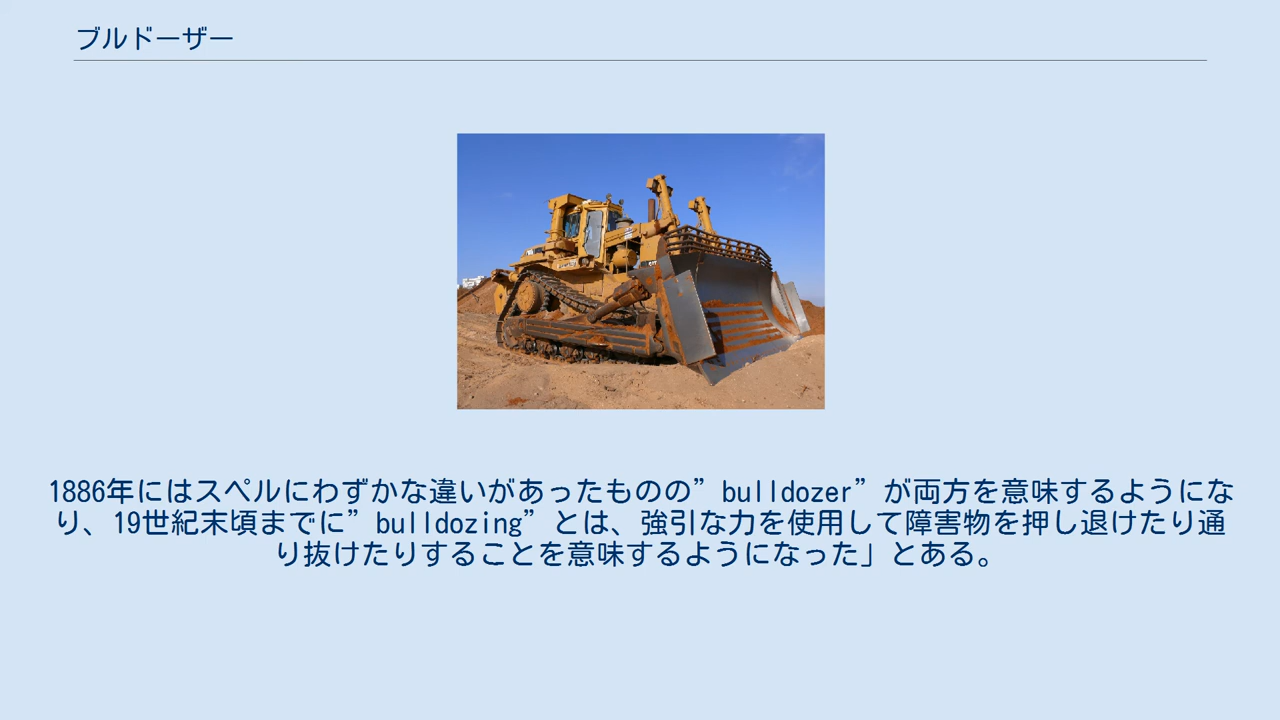 ブルドーザー
1886年にはスペルにわずかな違いがあったものの”bulldozer”が両方を意味するようにな
り、19世紀末頃までに”bulldozing”とは、強引な力を使用して障害物を押し退けたり通
り抜けたりすることを意味するようになった」とある。